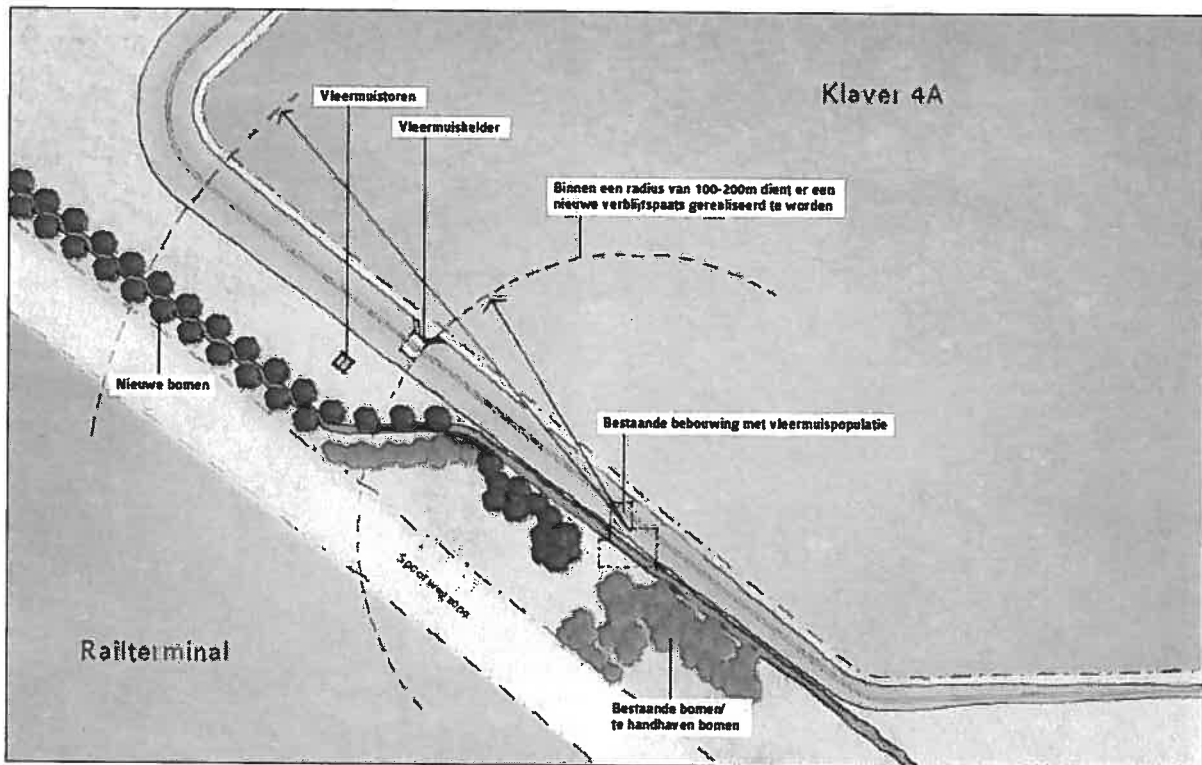 Klaver 4A
Vleermuistoren
Vleermuiskelder
Binnen een radius van 100-200m dient er een
nieuwe verblijfspaats gerealiseerd te worden
Nieuwe bomen
Bestaande bebouwing met vleermuispopulatie
Spoorwegzone
Railterminal
Bestaande bomen/
te handhaven bomen